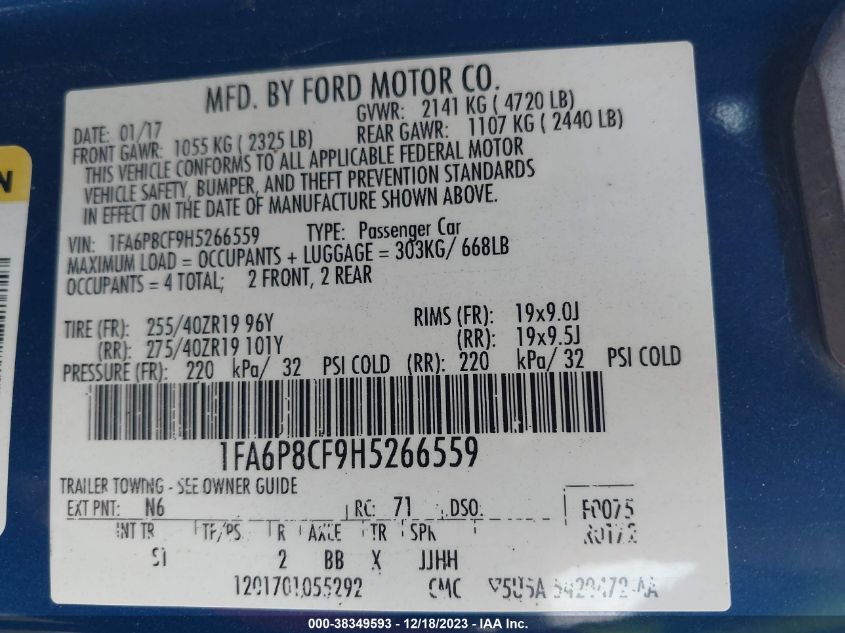 MFD. BY FORD MOTOR CO.
DATE: 01/17 GVWR: 2141 KG ( 4720 LB)
FRONT GAWR: 1055 KG ( 2325 LB) REAR GAWR: 1107 KG ( 2440 LB)
THIS VEHICLE CONFORMS TO ALL APPLICABLE FEDERAL MOTOR
VEHICLE SAFETY, BUMPER, AND THEFT PREVENTION STANDARDS
IN EFFECT ON THE DATE OF MANUFACTURE SHOWN ABOVE.
VIN: 1FA6P8CF9H5266559 TYPE: Passenger Car
MAXIMUM LOAD = OCCUPANTS + LUGGAGE = 303KG/ 668LB
OCCUPANTS = 4 TOTAL; 2 FRONT, 2 REAR
TIRE (FR): 255/40ZR19 96Y RIMS (FR): 19x9.0J
(RR): 275/40ZR19 101Y (RR): 19x9.5J
PRESSURE (FR): 220 kPa/ 32 PSI COLD (RR): 220 kPa/ 32 PSI COLD
1FA6P8CF9H5266559
TRAILER TOWING - SEE OWNER GUIDE
EXT PNT: N6 RC: 71 DSO: F0075
INT TR TP/PS R AXLE TR SPR
2 BB X JJHH
1201701055292 CMC
N
000-38349593 - 12/18/2023 - IAA Inc.